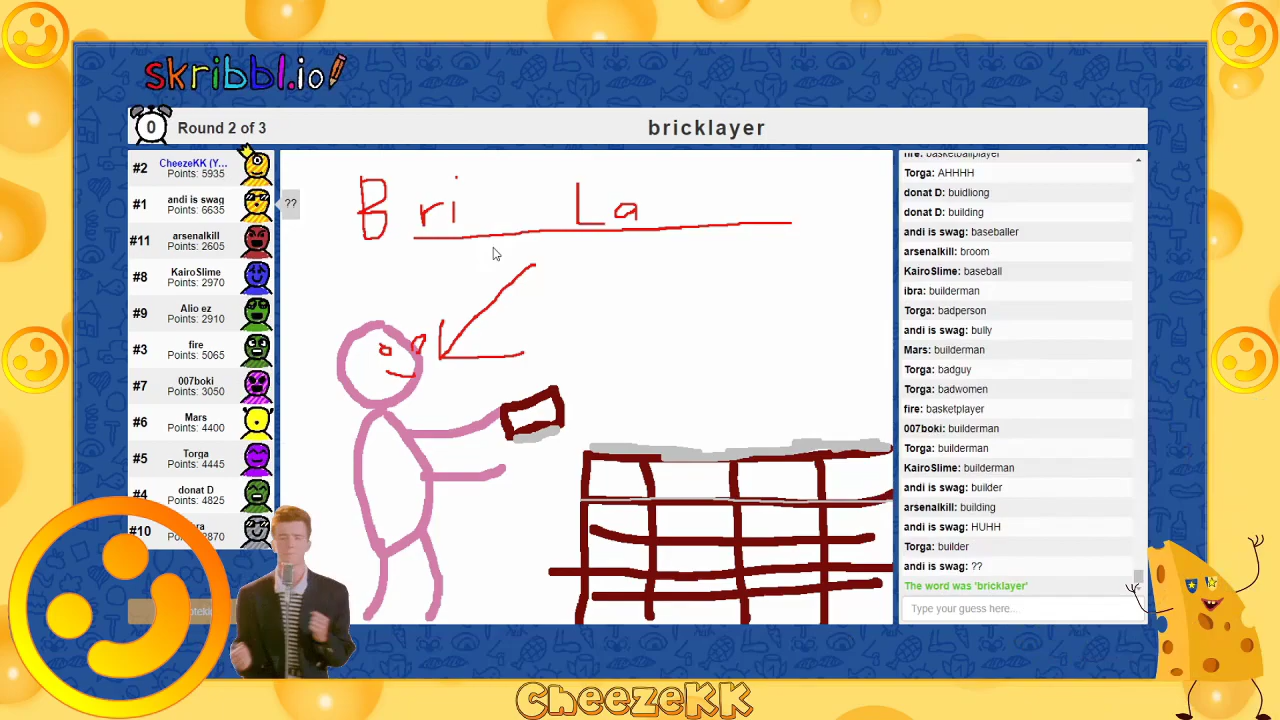 skribbl.io
0
Round 2 of 3
bricklayer
#2
CheezeKK (Y...
Points: 5935
#1
andi is swag
Points: 6635
??
#11
arsenalkill
Points: 2605
#8
KairoSlime
Points: 2970
#9
Alio ez
Points: 2910
#3
fire
Points: 5065
#7
007boki
Points: 3050
#6
Mars
Points: 4400
#5
Torga
Points: 4445
#4
donat D
Points: 4825
#10
Bri La
fire: basketballplayer
Torga: AHHHH
donat D: buidliong
donat D: building
andi is swag: baseballer
arsenalkill: broom
KairoSlime: baseball
ibra: builderman
Torga: badperson
andi is swag: bully
Mars: builderman
Torga: badguy
Torga: badwomen
fire: basketplayer
007boki: builderman
Torga: builderman
KairoSlime: builderman
andi is swag: builder
arsenalkill: building
andi is swag: HUHH
Torga: builder
andi is swag: ??
The word was 'bricklayer'
Type your guess here...
CheezeKK